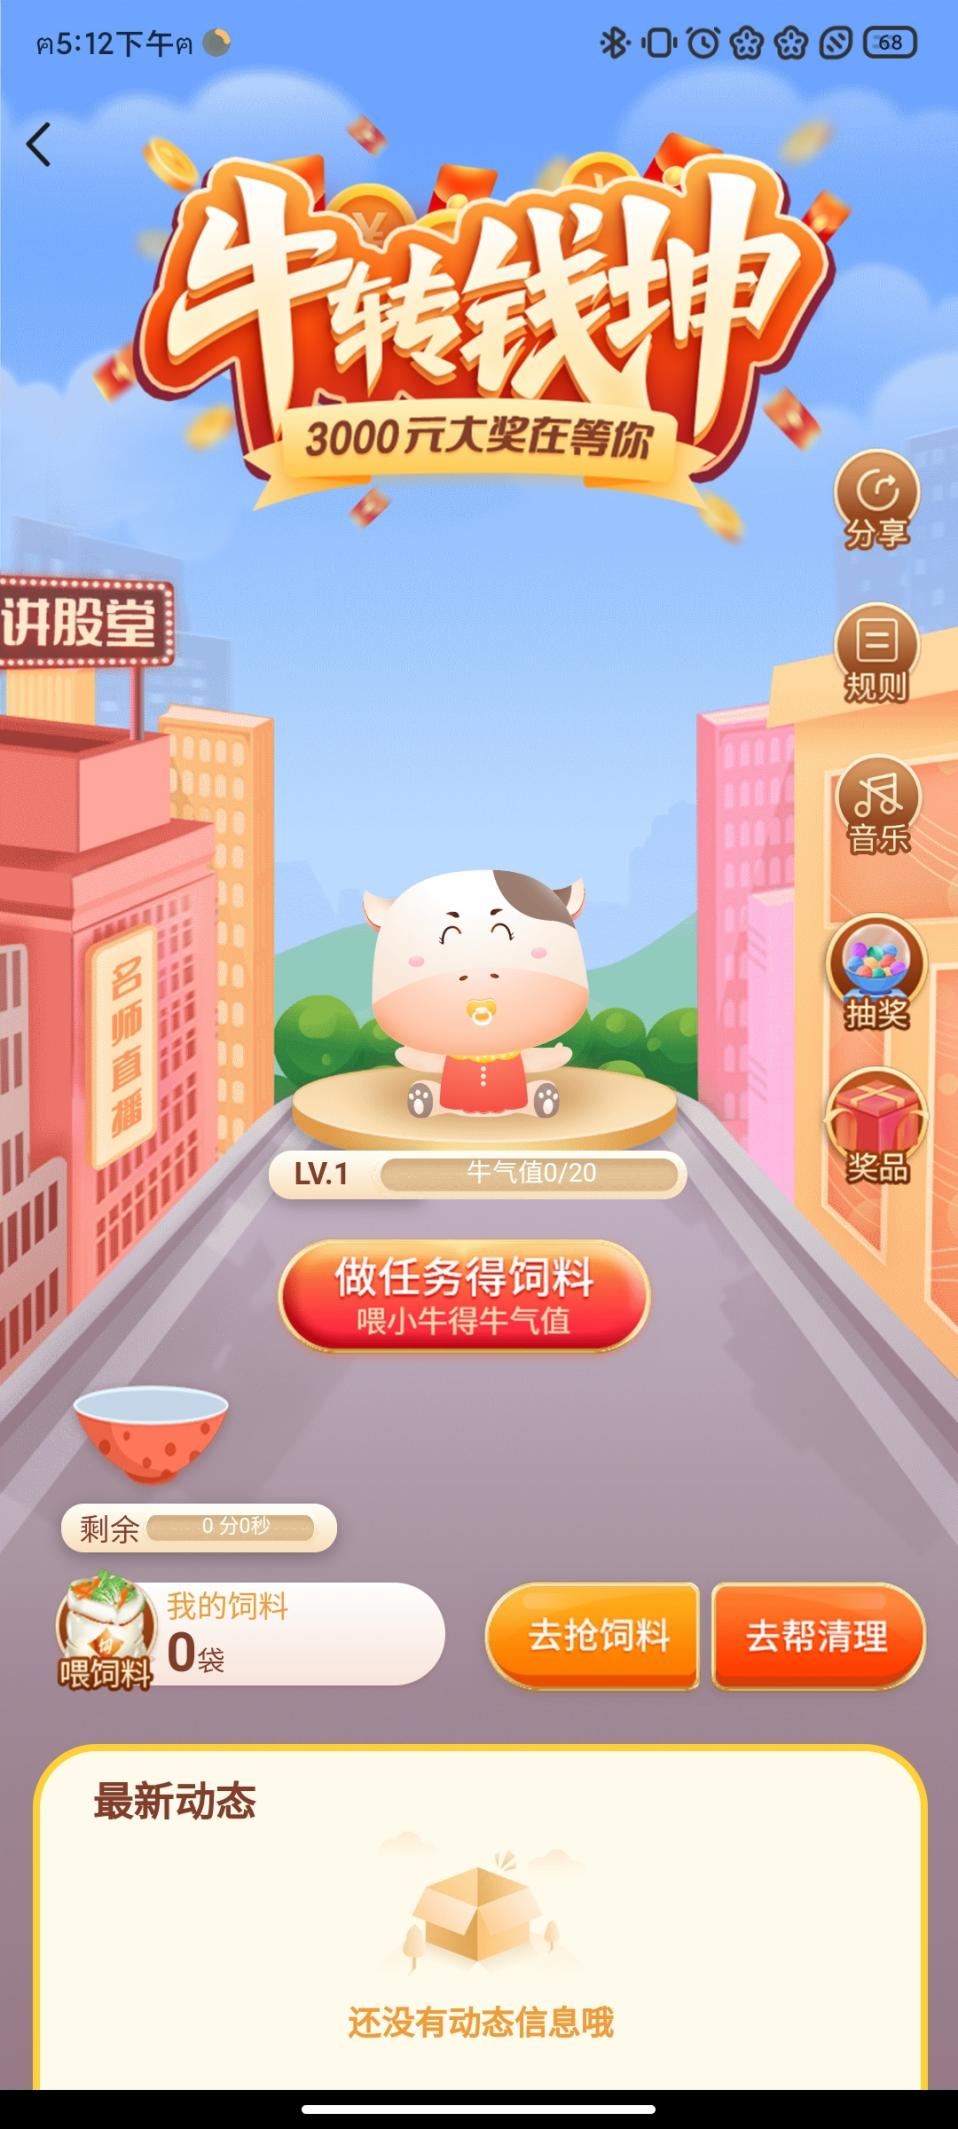 ฅ5:12下午ฅ
68
牛转钱坤
3000元大奖在等你
分享
讲股堂
规则
音乐
名师直播
抽奖
奖品
LV.1 牛气值0/20
做任务得饲料
喂小牛得牛气值
剩余 0 分0秒
我的饲料
0袋
喂饲料
去抢饲料
去帮清理
最新动态
还没有动态信息哦